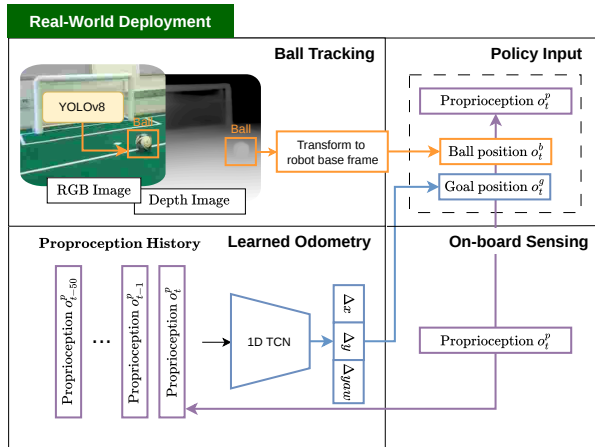 Real-World Deployment
Ball Tracking
YOLOv8
Ball
Ball
RGB Image
Depth Image
Transform to
robot base frame
Policy Input
Proprioception o_t^p
Ball position o_t^b
Goal position o_t^g
Proproception History
Learned Odometry
Proprioception o_{t-50}^p
...
Proprioception o_{t-1}^p
Proprioception o_t^p
1D TCN
Δx
Δy
Δyaw
On-board Sensing
Proprioception o_t^p